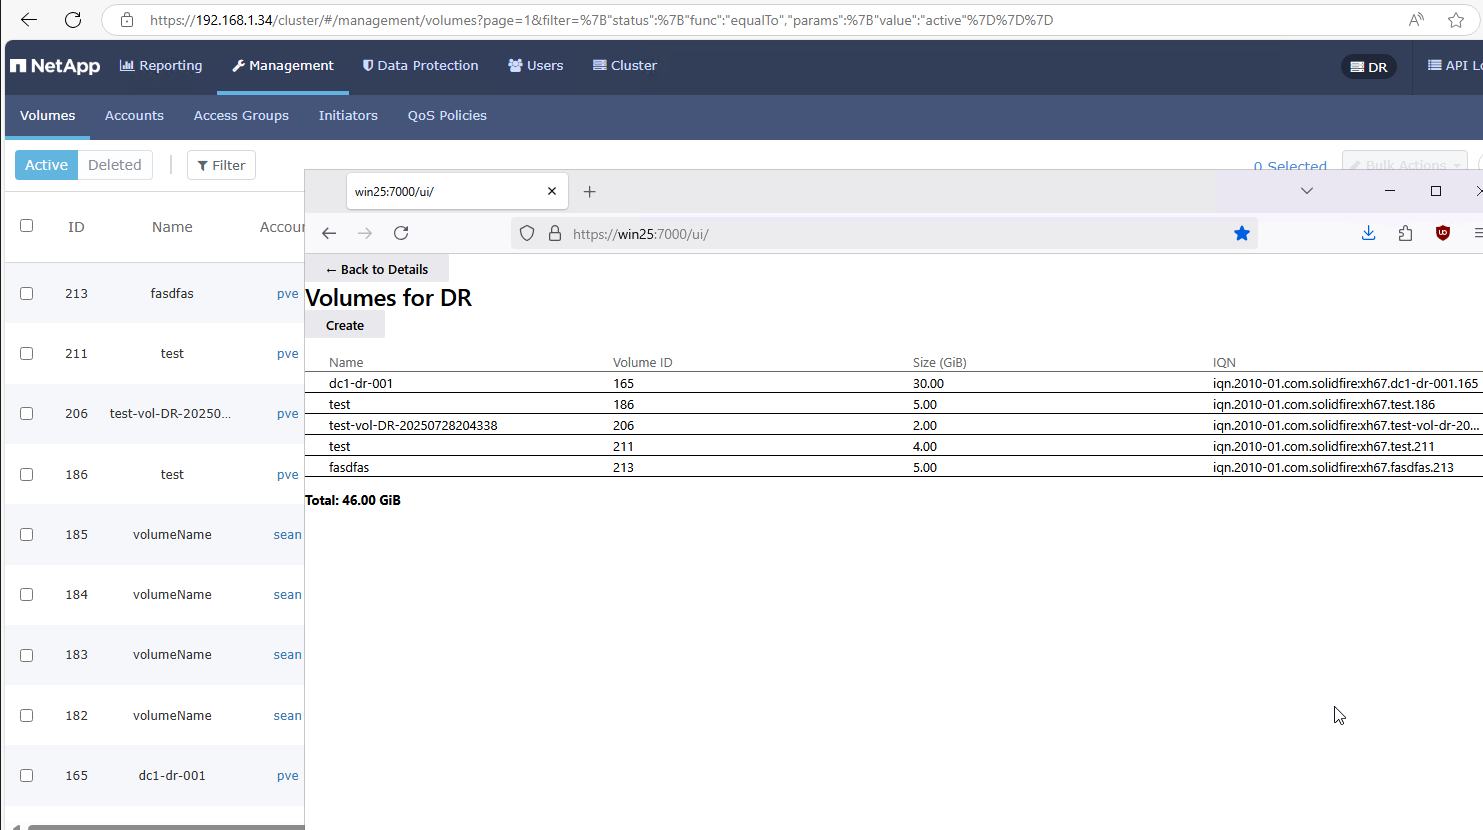 https://192.168.1.34/cluster/#/management/volumes?page=1&filter=%7B"status":%7B"func":"equalTo","params":%7B"value":"active"%7D%7D%7D
NetApp Reporting Management Data Protection Users Cluster DR API Lo
Volumes Accounts Access Groups Initiators QoS Policies
Active Deleted Filter 0 Selected Bulk Actions
ID Name Accoun
213 fasdfas pve
211 test pve
206 test-vol-DR-20250... pve
186 test pve
185 volumeName sean
184 volumeName sean
183 volumeName sean
182 volumeName sean
165 dc1-dr-001 pve
win25:7000/ui/
https://win25:7000/ui/
← Back to Details
Volumes for DR
Create
Name Volume ID Size (GiB) IQN
dc1-dr-001 165 30.00 iqn.2010-01.com.solidfire:xh67.dc1-dr-001.165
test 186 5.00 iqn.2010-01.com.solidfire:xh67.test.186
test-vol-DR-20250728204338 206 2.00 iqn.2010-01.com.solidfire:xh67.test-vol-dr-20...
test 211 4.00 iqn.2010-01.com.solidfire:xh67.test.211
fasdfas 213 5.00 iqn.2010-01.com.solidfire:xh67.fasdfas.213
Total: 46.00 GiB